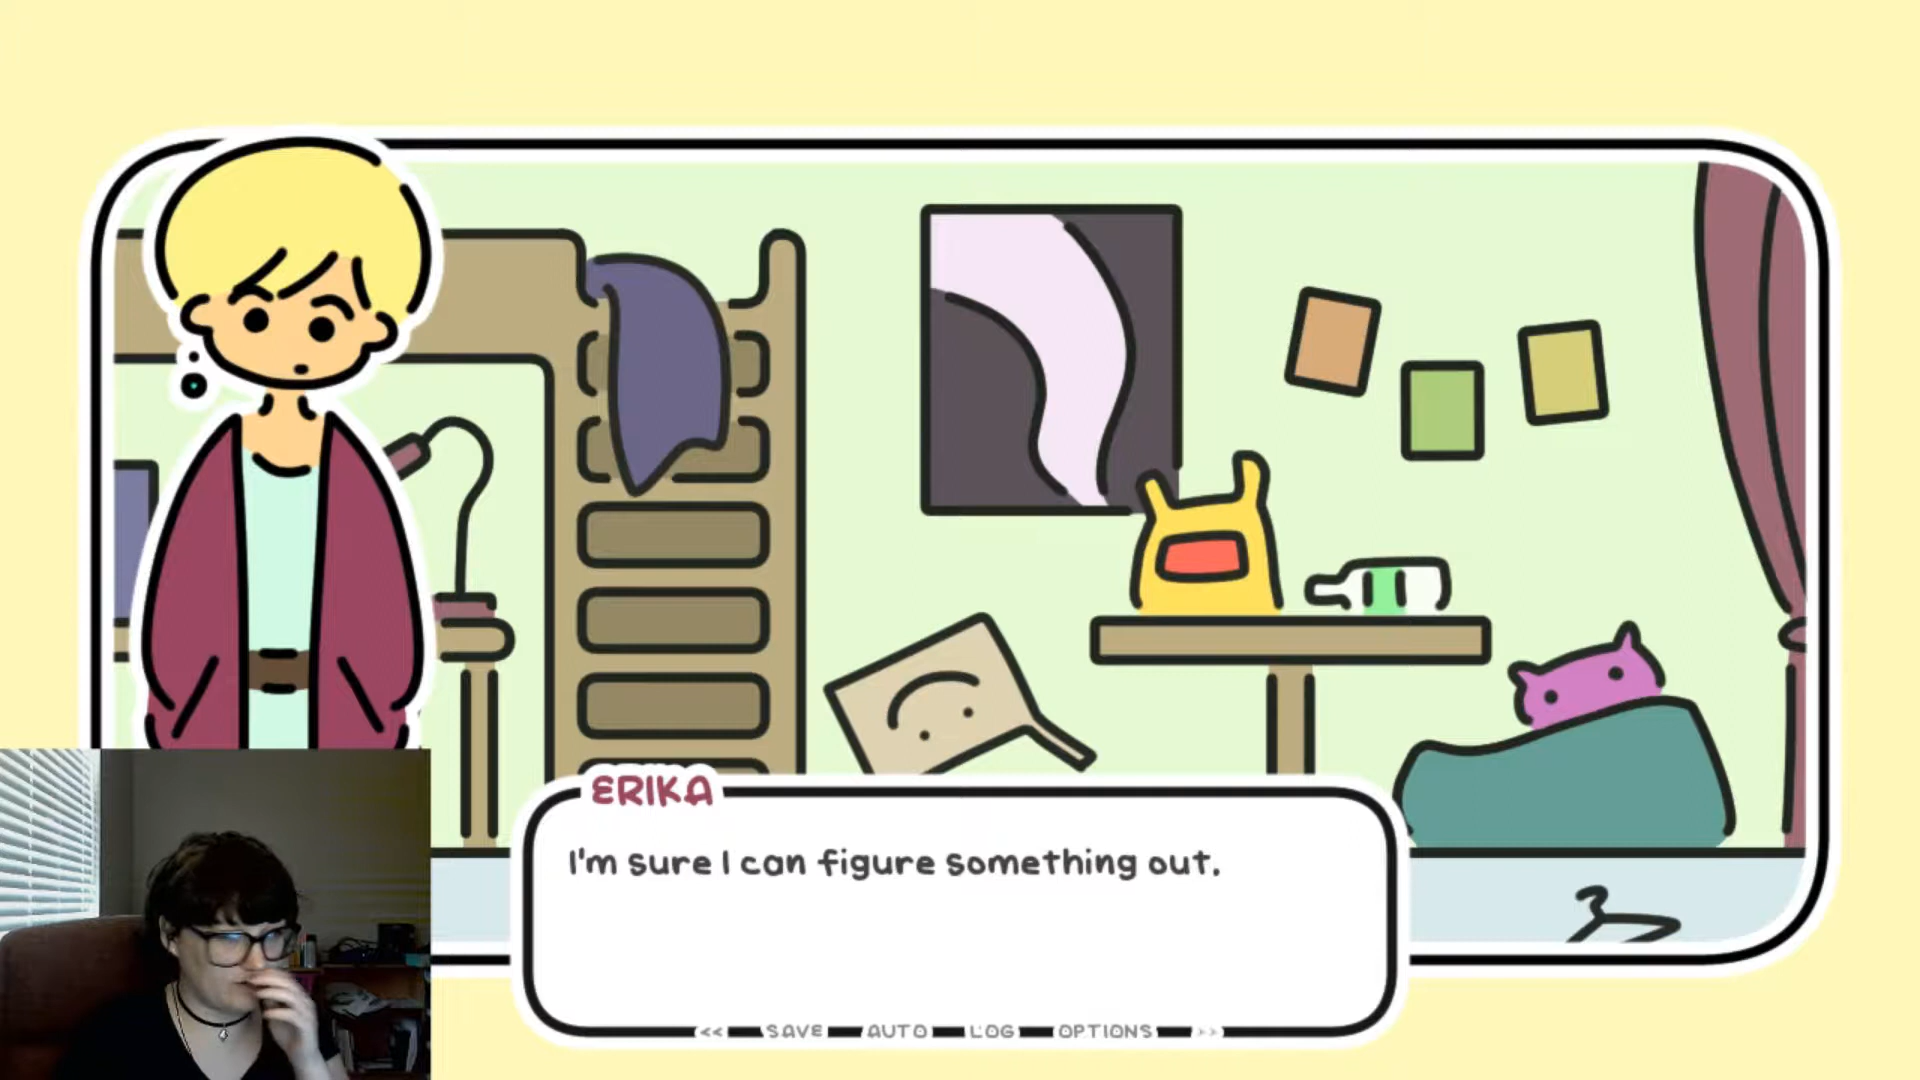 ERIKA
I'm sure I can figure something out.
<< SAVE AUTO LOG OPTIONS >>